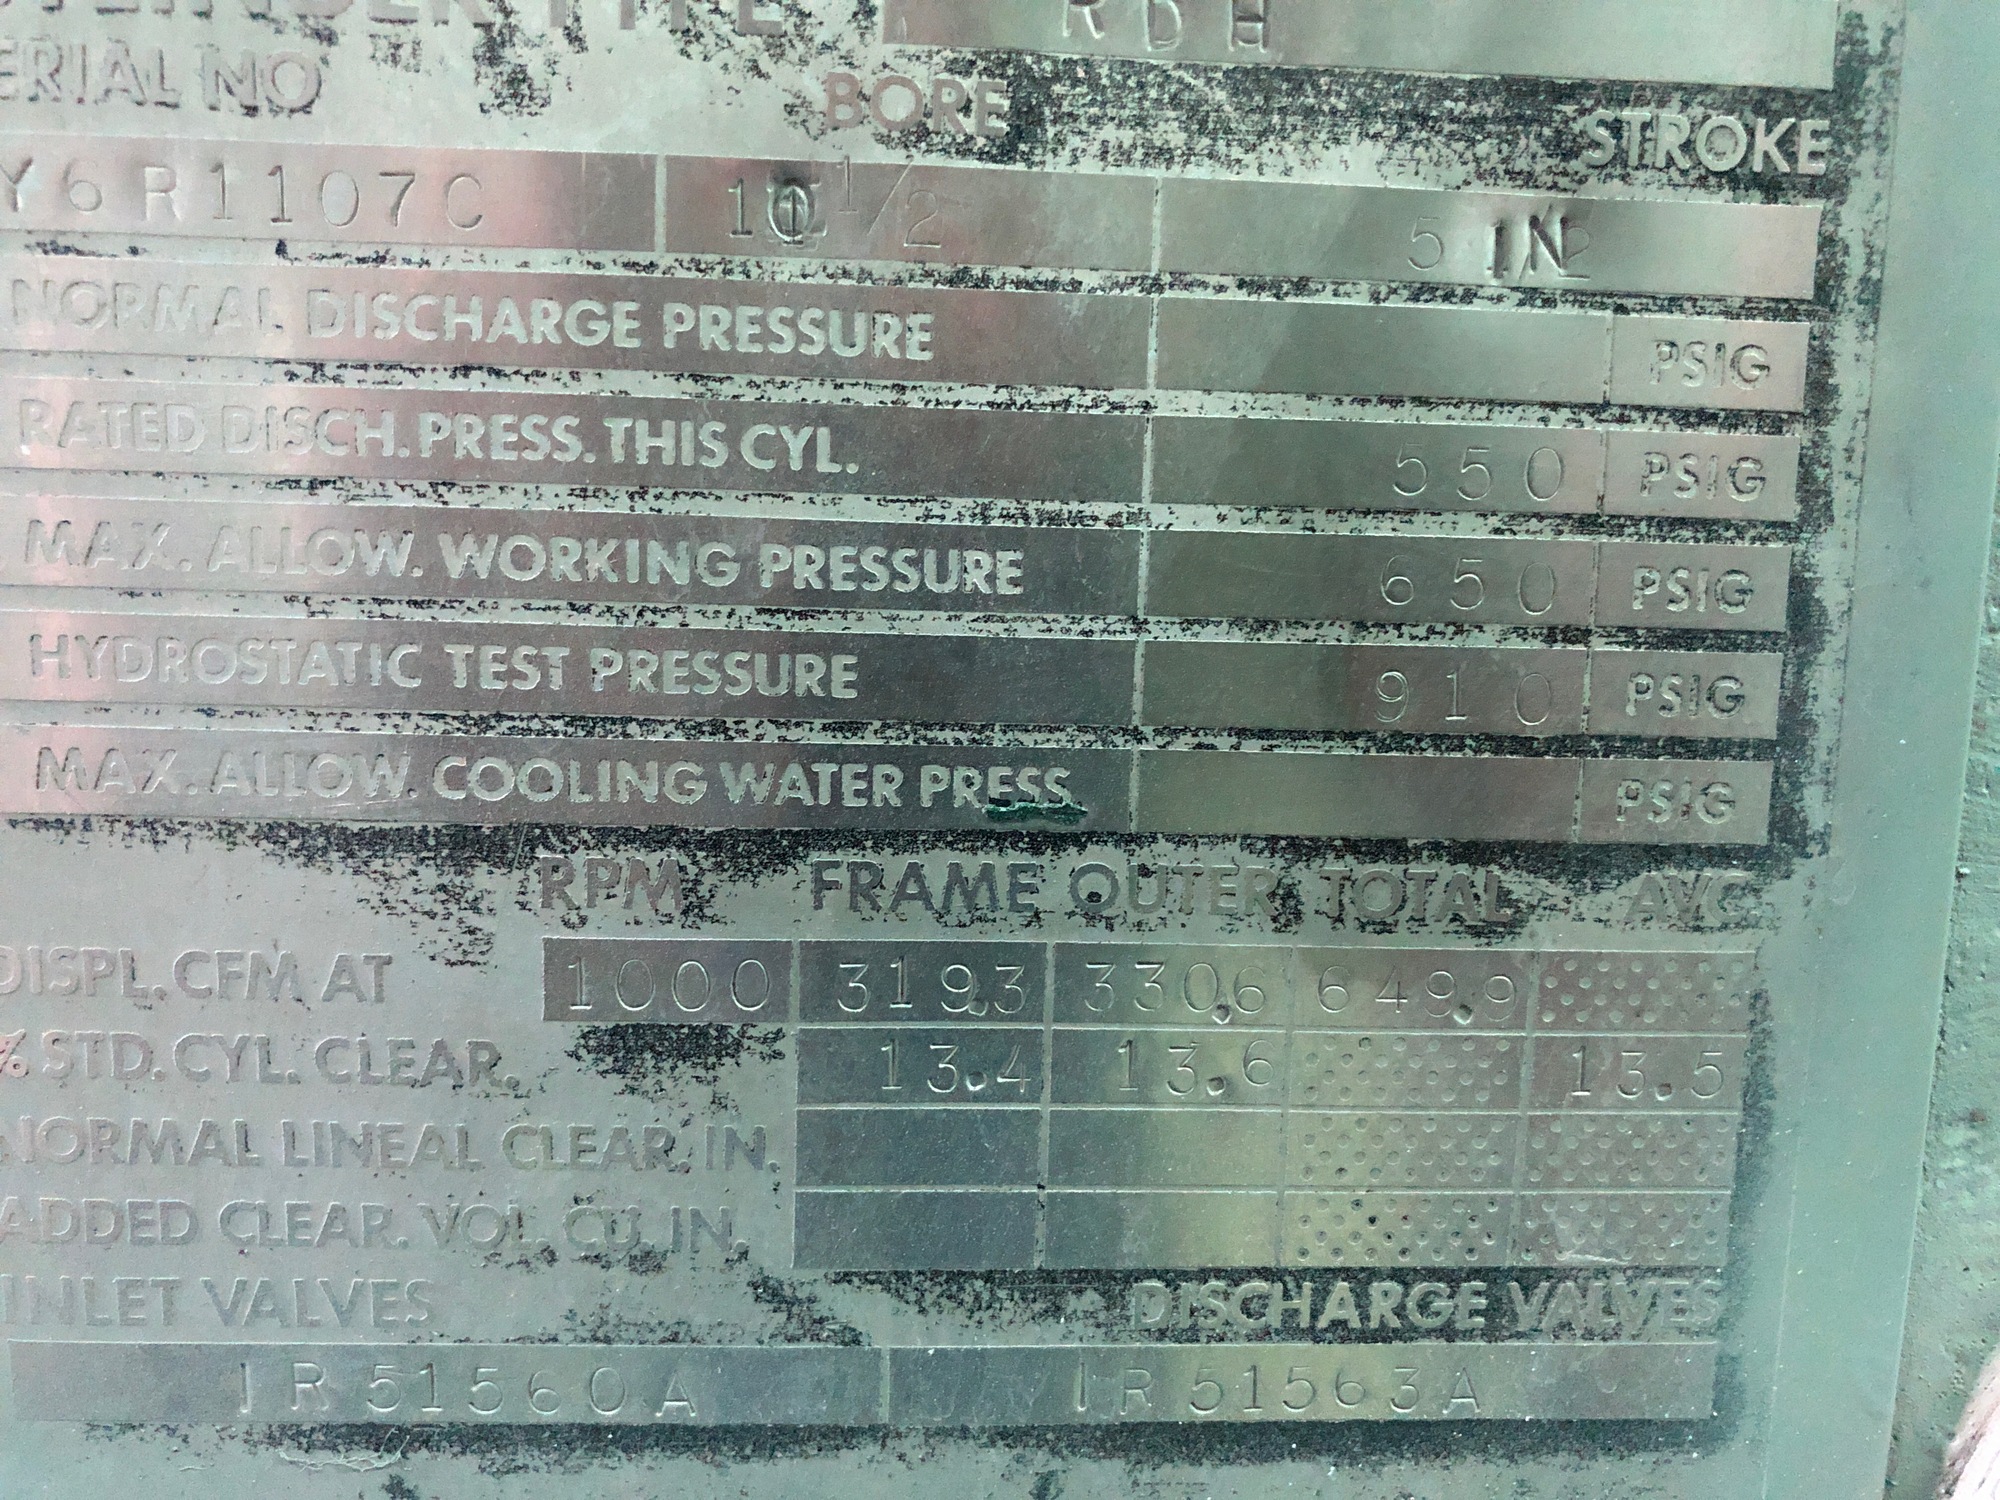 TYPE RDH
ERIAL NO BORE STROKE
Y6R1107C 1/2 5 IN
NORMAL DISCHARGE PRESSURE PSIG
RATED DISCH. PRESS. THIS CYL. 550 PSIG
MAX. ALLOW. WORKING PRESSURE 650 PSIG
HYDROSTATIC TEST PRESSURE 910 PSIG
MAX. ALLOW. COOLING WATER PRESS. PSIG
RPM FRAME OUTER TOTAL AVG.
DISPL. CFM AT 1000 319.3 330.6 649.9
% STD. CYL. CLEAR. 13.4 13.6 13.5
NORMAL LINEAL CLEAR. IN.
ADDED CLEAR. VOL. CU. IN.
INLET VALVES DISCHARGE VALVES
IR51560A IR51563A